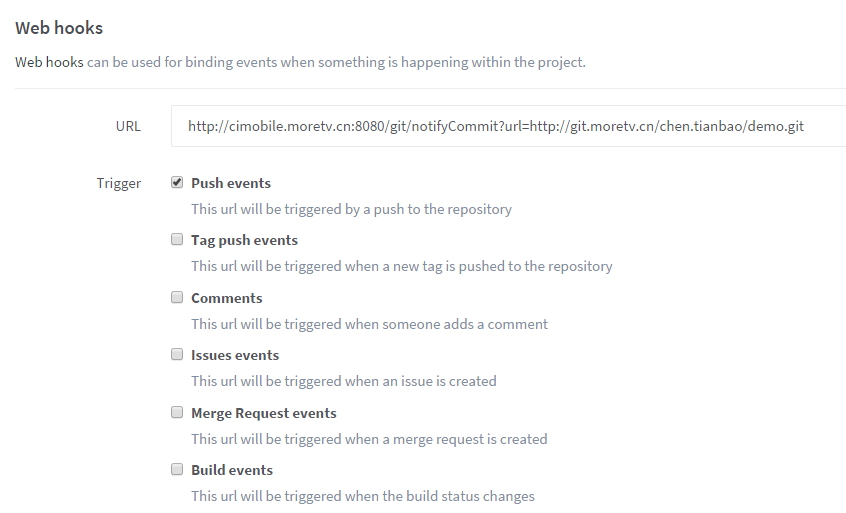 Web hooks
Web hooks can be used for binding events when something is happening within the project.
URL http://cimobile.moretv.cn:8080/git/notifyCommit?url=http://git.moretv.cn/chen.tianbao/demo.git
Trigger Push events
This url will be triggered by a push to the repository
Tag push events
This url will be triggered when a new tag is pushed to the repository
Comments
This url will be triggered when someone adds a comment
Issues events
This url will be triggered when an issue is created
Merge Request events
This url will be triggered when a merge request is created
Build events
This url will be triggered when the build status changes